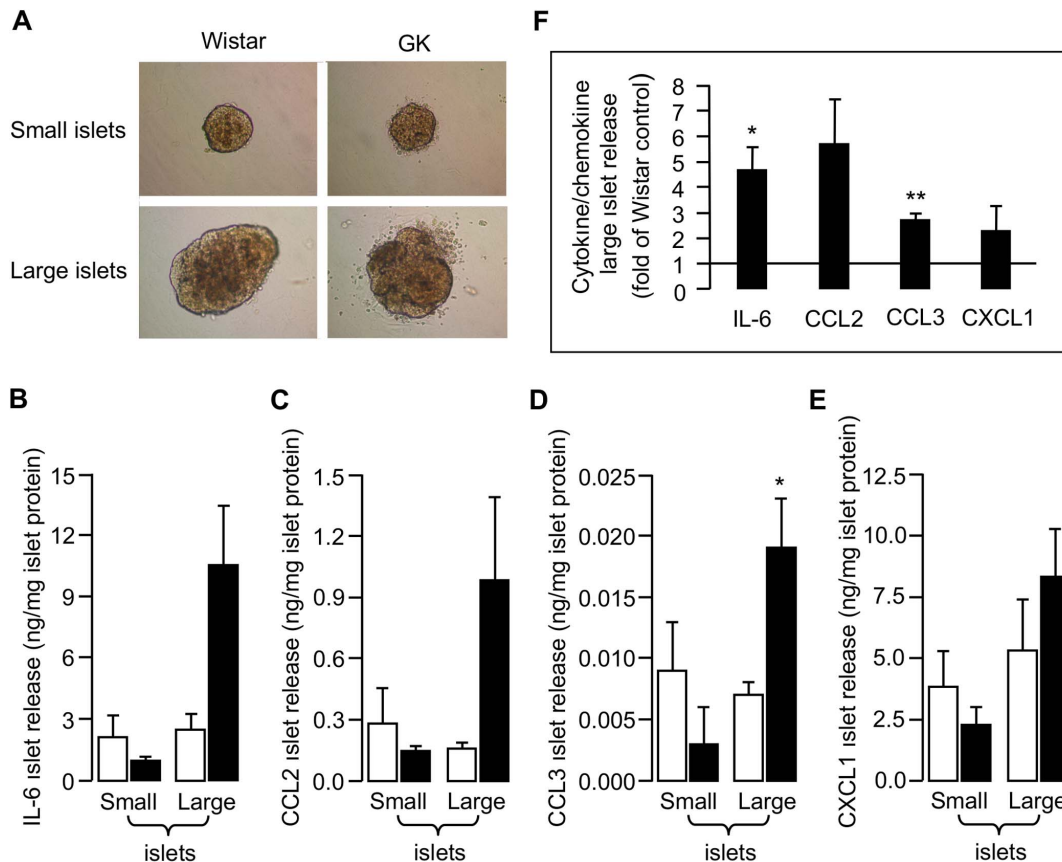 A
Wistar
GK
Small islets
Large islets
F
Cytokine/chemokiine
large islet release
(fold of Wistar control)
8
7
6
5
4
3
2
1
0
*
**
IL-6
CCL2
CCL3
CXCL1
B
IL-6 islet release (ng/mg islet protein)
15
12
9
6
3
0
Small
Large
islets
C
CCL2 islet release (ng/mg islet protein)
1.5
1.2
0.9
0.6
0.3
0.0
Small
Large
islets
D
CCL3 islet release (ng/mg islet protein)
0.025
0.020
0.015
0.010
0.005
0.000
*
Small
Large
islets
E
CXCL1 islet release (ng/mg islet protein)
12.5
10.0
7.5
5.0
2.5
0.0
Small
Large
islets